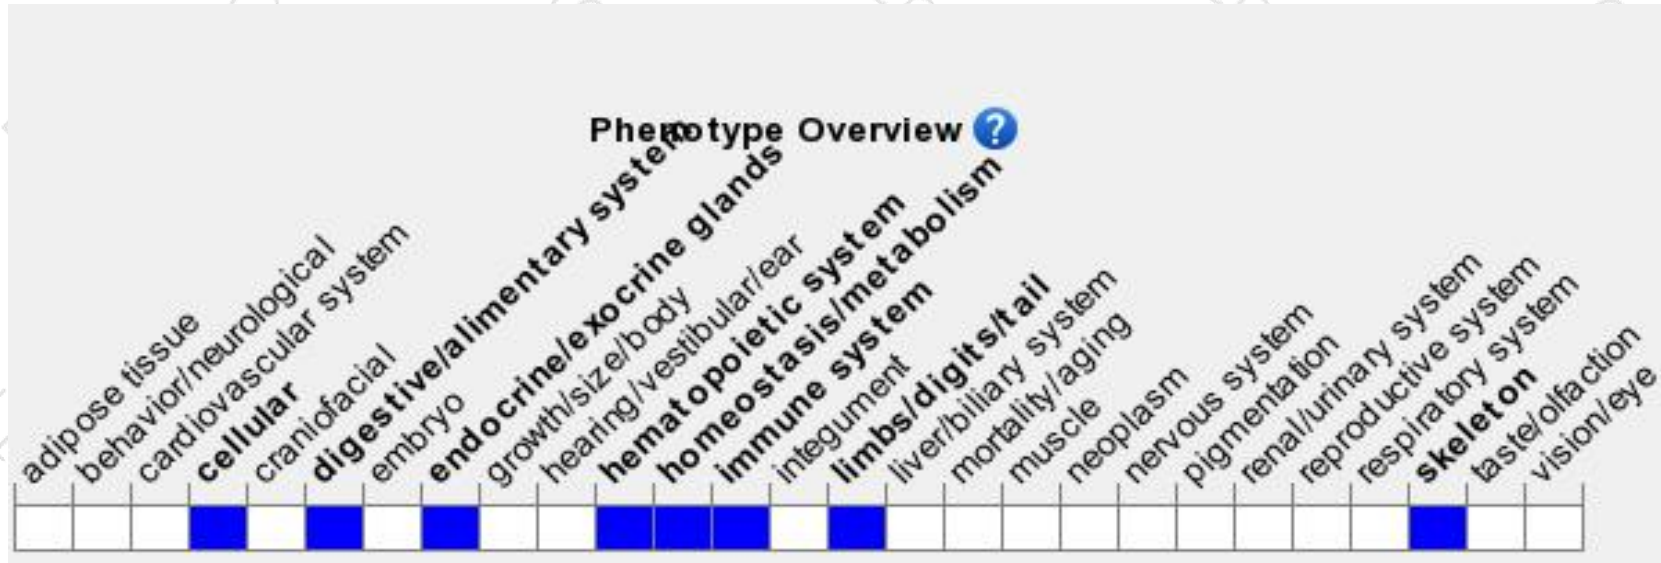 Phenotype Overview ?
adipose tissue
behavior/neurological
cardiovascular system
cellular
craniofacial
digestive/alimentary system
embryo
endocrine/exocrine glands
growth/size/body
hearing/vestibular/ear
hematopoietic system
homeostasis/metabolism
immune system
integument
limbs/digits/tail
liver/biliary system
mortality/aging
muscle
neoplasm
nervous system
pigmentation
renal/urinary system
reproductive system
respiratory system
skeleton
taste/olfaction
vision/eye